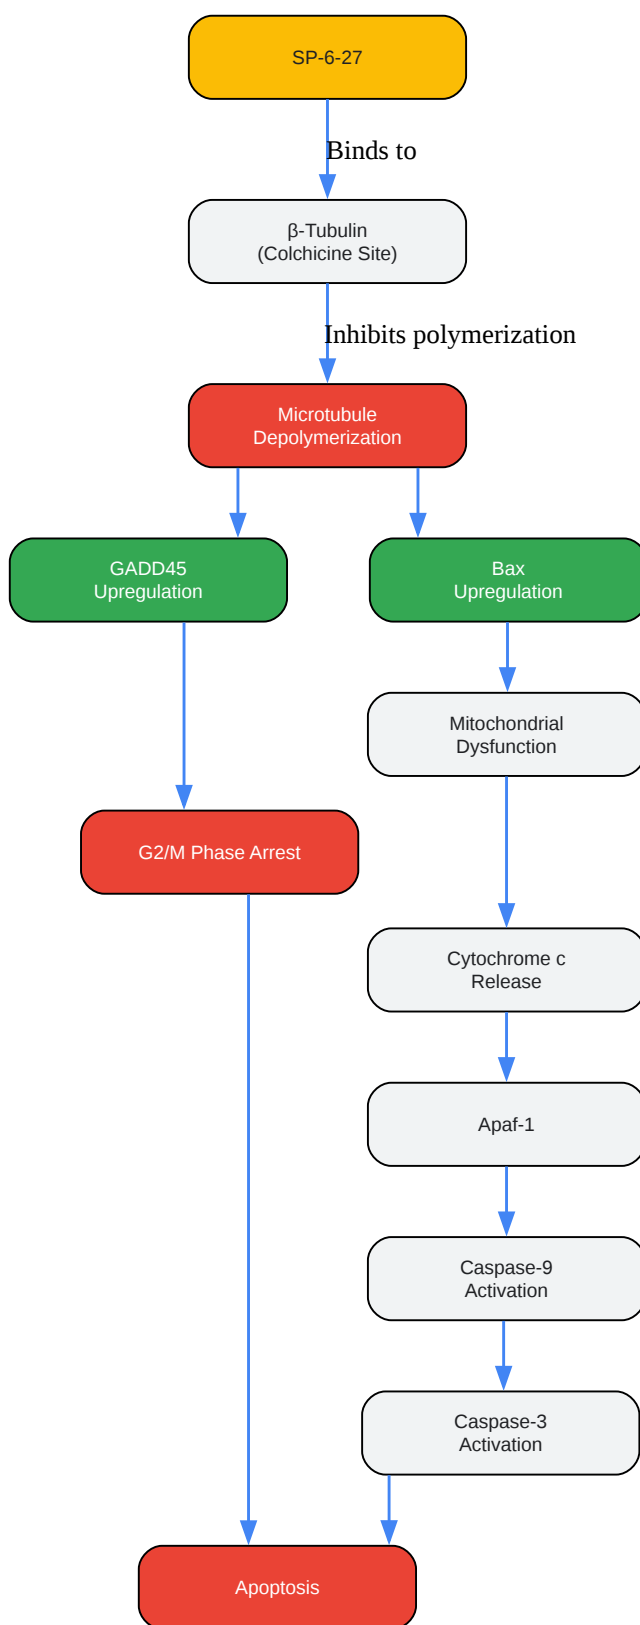 SP-6-27
Binds to
β-Tubulin
(Colchicine Site)
Inhibits polymerization
Microtubule
Depolymerization
GADD45
Upregulation
Bax
Upregulation
Mitochondrial
Dysfunction
G2/M Phase Arrest
Cytochrome c
Release
Apaf-1
Caspase-9
Activation
Caspase-3
Activation
Apoptosis